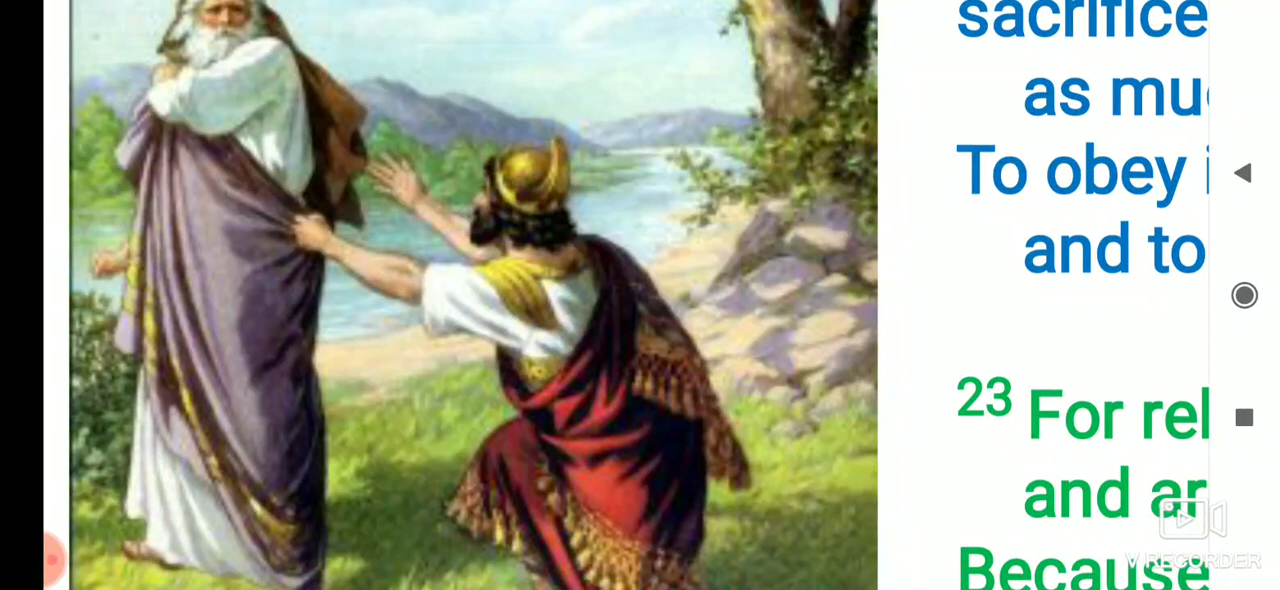 sacrifice
as mu
To obey
and to
23 For rel
and ar
Because
V RECORDER